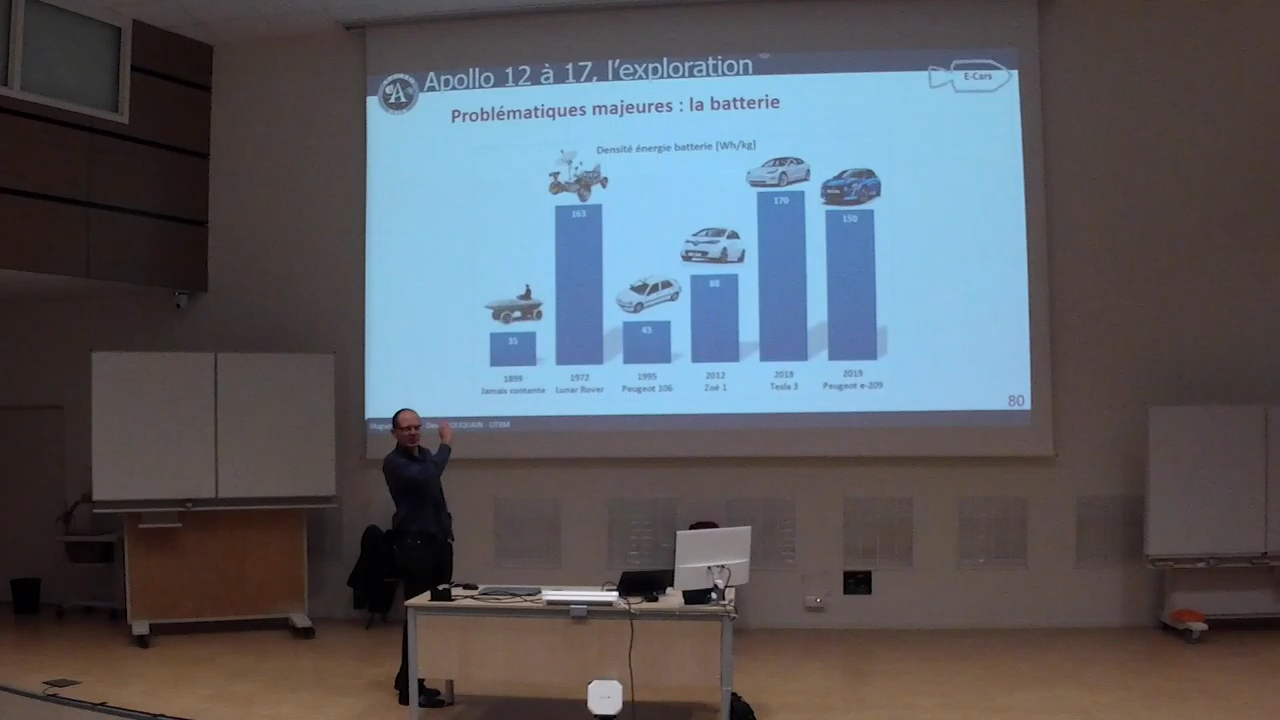 Apollo 12 à 17, l'exploration
A
E-Cars
Problématiques majeures : la batterie
Densité énergie batterie [Wh/kg]
35
163
43
80
170
150
1899
Jamais contente
1972
Lunar Rover
1995
Peugeot 106
2012
Zoé 1
2018
Tesla 3
2019
Peugeot e-209
80
- UTBM